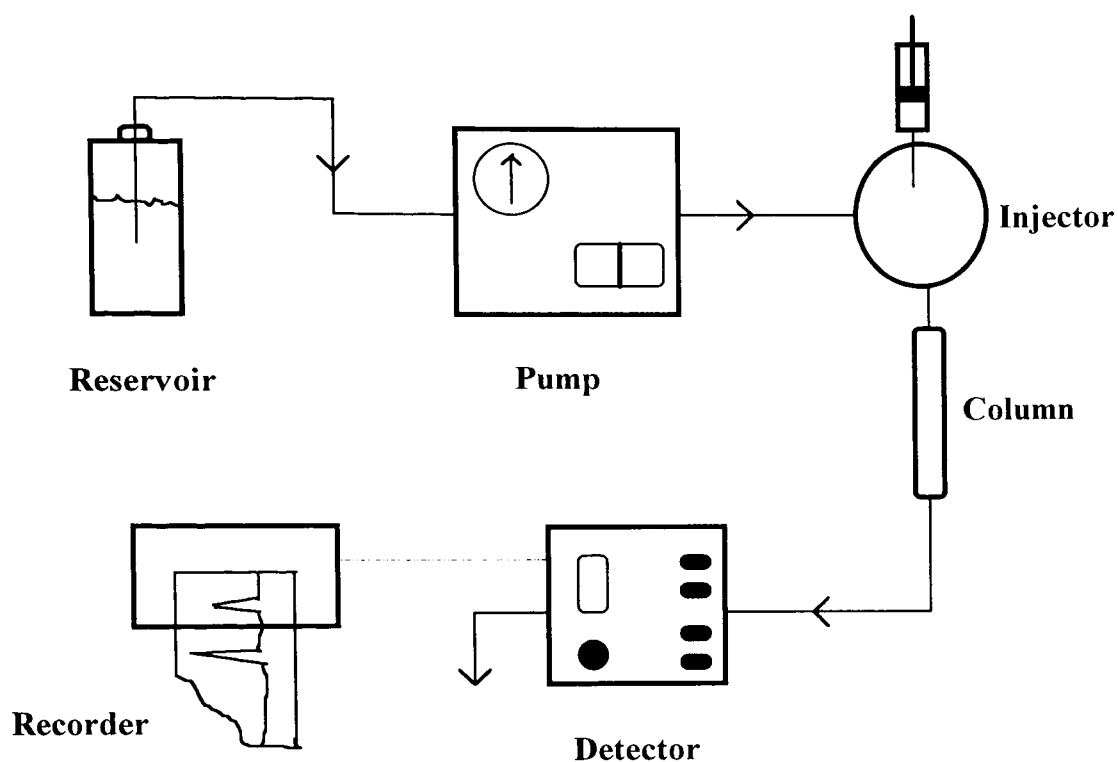 Injector
Reservoir
Pump
Column
Recorder
Detector